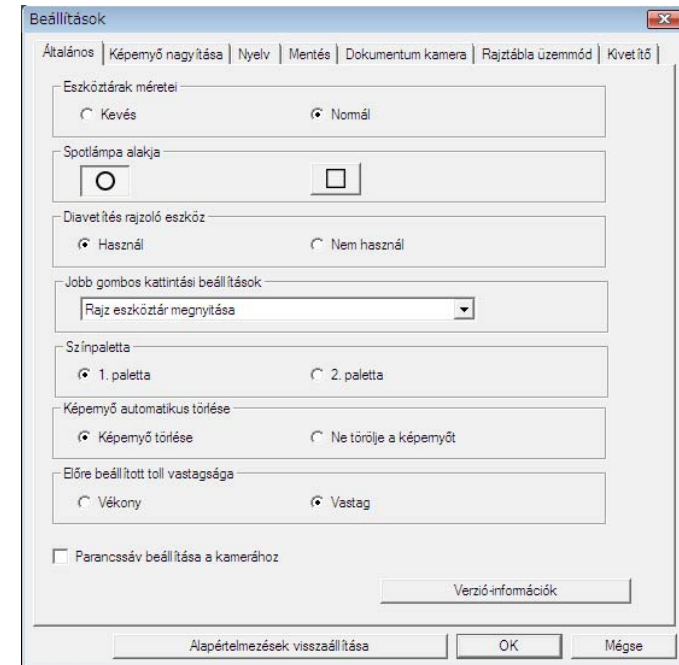 Beállítások
Általános Képernyő nagyítása Nyelv Mentés Dokumentum kamera Rajztábla üzemmód Kivetítő
Eszköztárak méretei
Kevés Normál
Spotlámpa alakja
Diavetítés rajzoló eszköz
Használ Nem használ
Jobb gombos kattintási beállítások
Rajz eszköztár megnyitása
Színpaletta
1. paletta 2. paletta
Képernyő automatikus törlése
Képernyő törlése Ne törölje a képernyőt
Előre beállított toll vastagsága
Vékony Vastag
Parancssáv beállítása a kamerához
Verzió-információk
Alapértelmezések visszaállítása OK Mégse